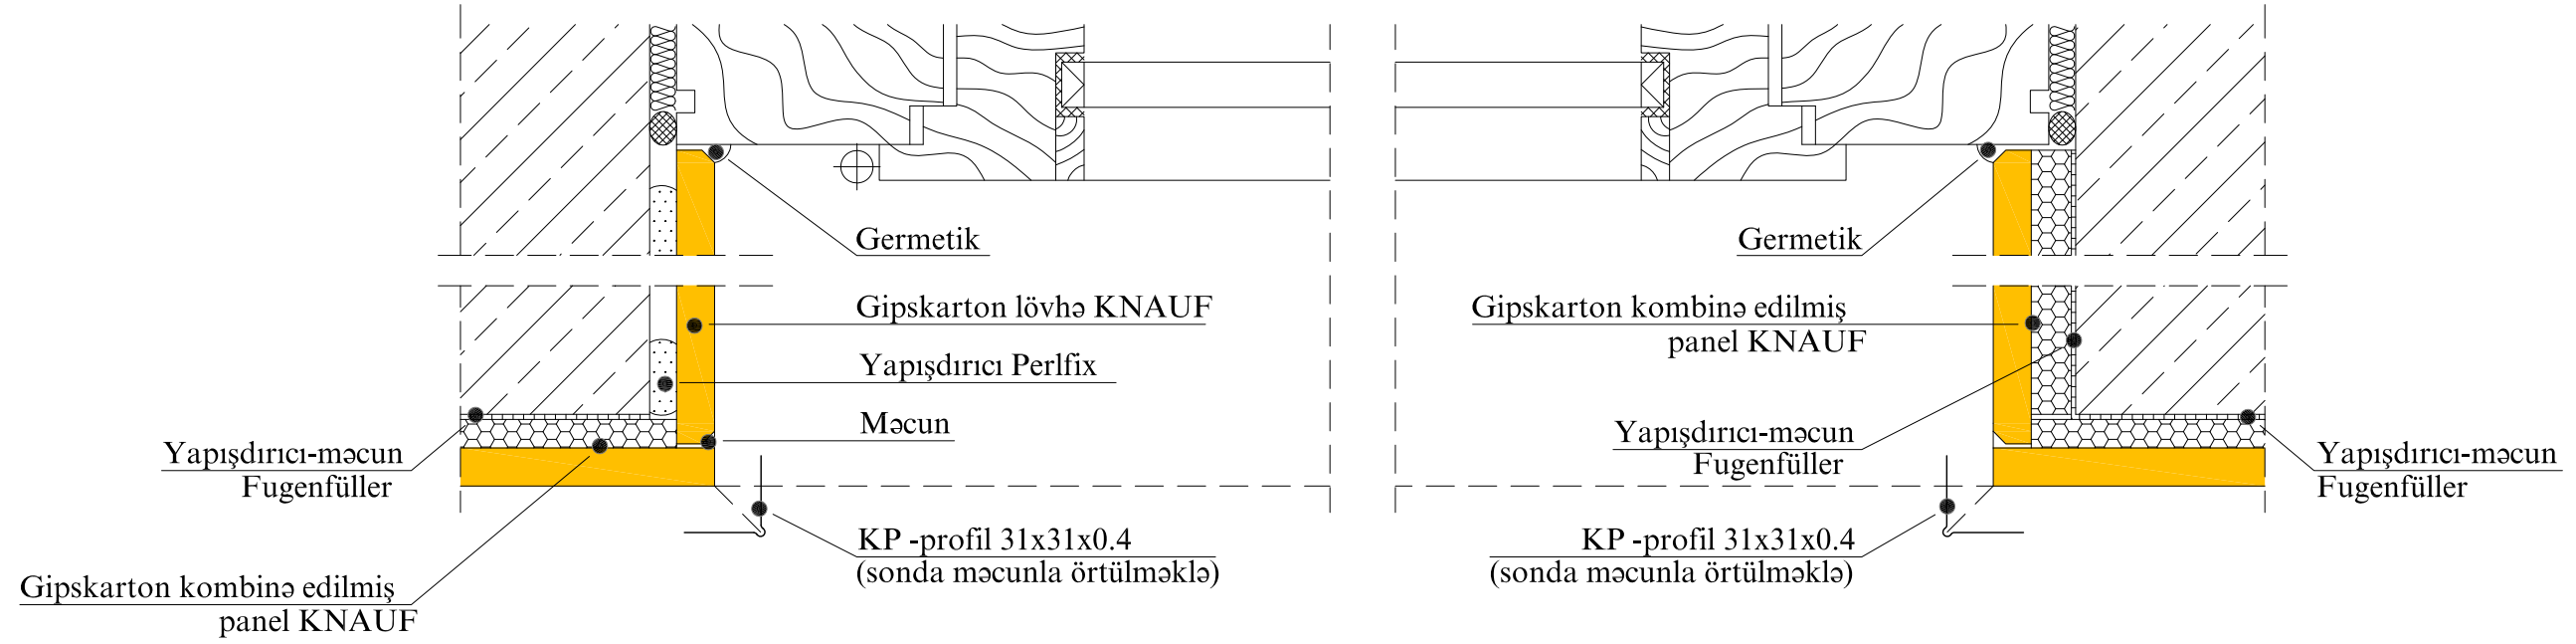 Germetik
Gipskarton lövhə KNAUF
Yapışdırıcı Perlfix
Məcun
Yapışdırıcı-məcun
Fugenfüller
KP -profil 31x31x0.4
(sonda məcunla örtülməklə)
Gipskarton kombinə edilmiş
panel KNAUF
Germetik
Gipskarton kombinə edilmiş
panel KNAUF
Yapışdırıcı-məcun
Fugenfüller
Yapışdırıcı-məcun
Fugenfüller
KP -profil 31x31x0.4
(sonda məcunla örtülməklə)